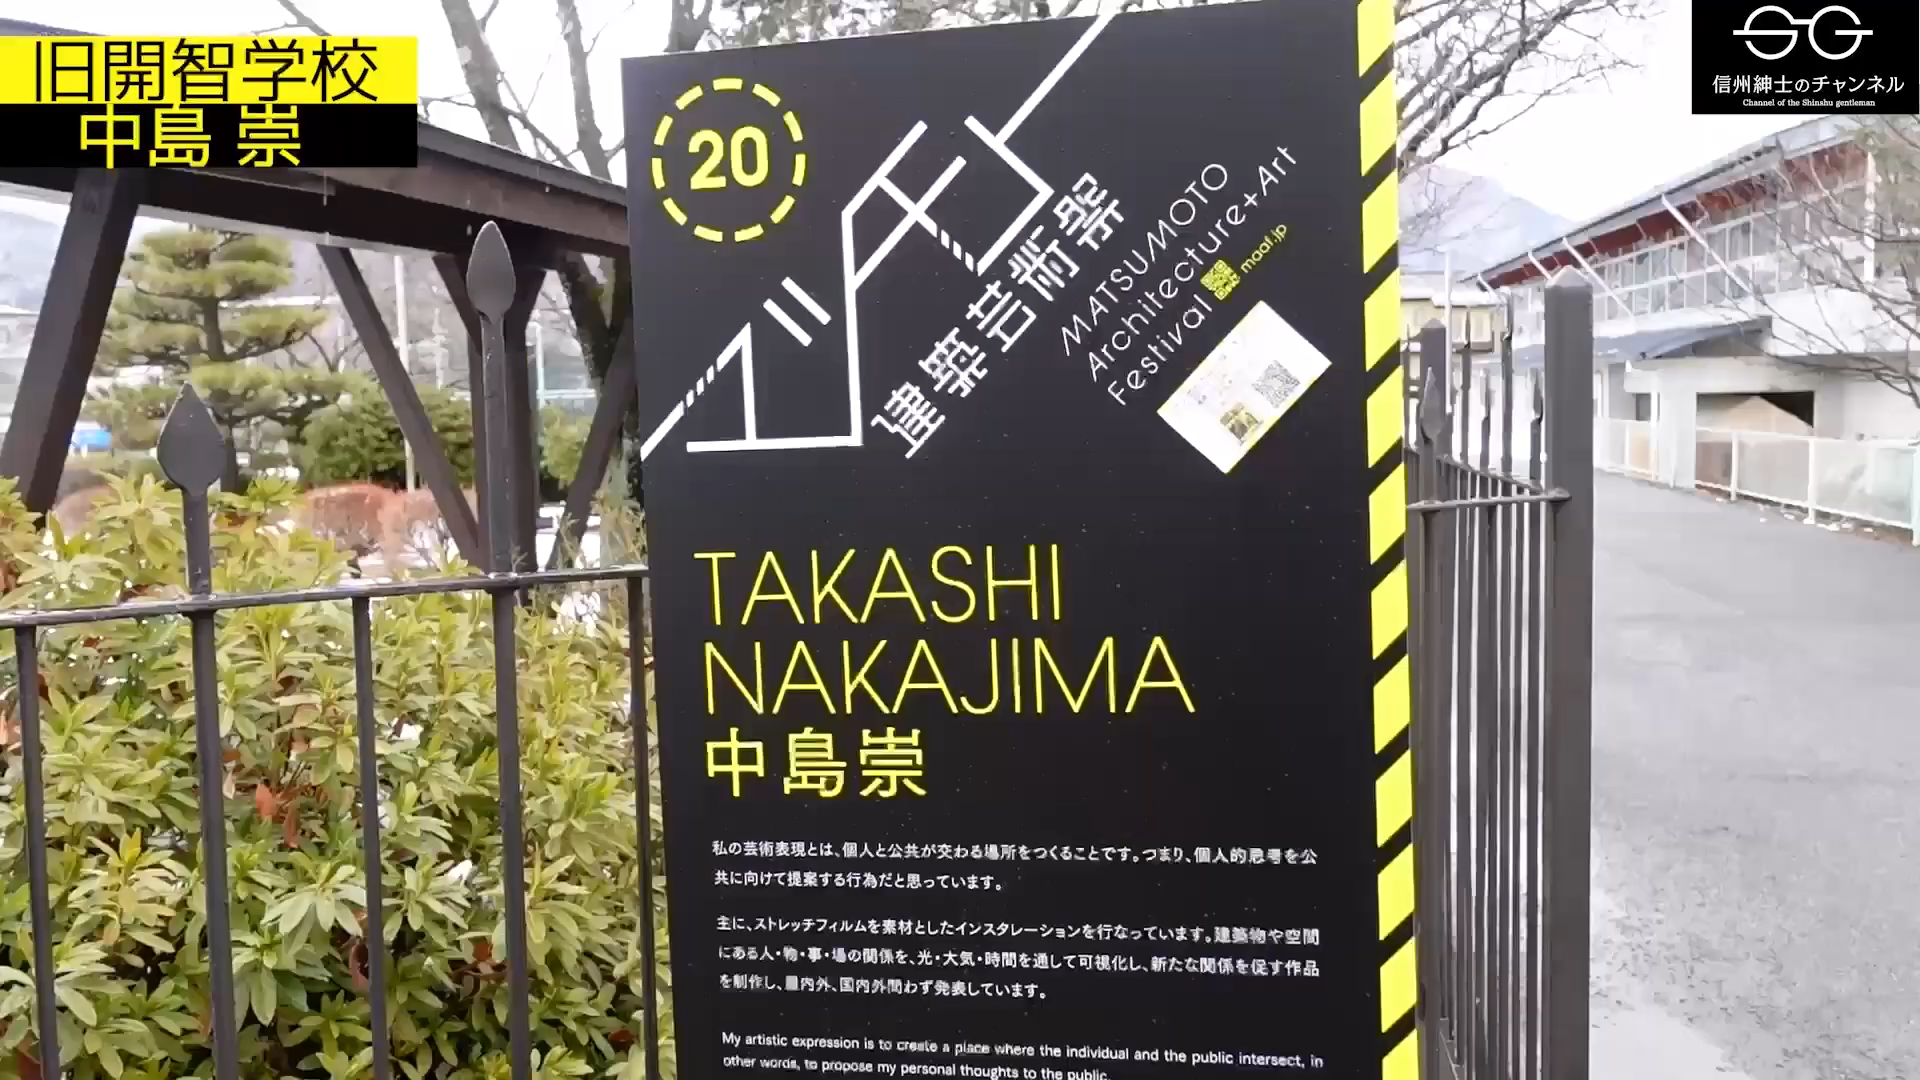 旧開智学校
中島 崇
SG
信州紳士のチャンネル
Channel of the Shinshu gentleman
20
マツモト
建築芸術祭
MATSUMOTO
Architecture+Art
Festival
maaf.jp
TAKASHI
NAKAJIMA
中島崇
私の芸術表現とは、個人と公共が交わる場所をつくることです。つまり、個人的思考を公
共に向けて提案する行為だと思っています。
主に、ストレッチフィルムを素材としたインスタレーションを行なっています。建築物や空間
にある人・物・事・場の関係を、光・大気・時間を通して可視化し、新たな関係を促す作品
を制作し、屋内外、国内外問わず発表しています。
My artistic expression is to create a place where the individual and the public intersect, in
other words, to propose my personal thoughts to the public.